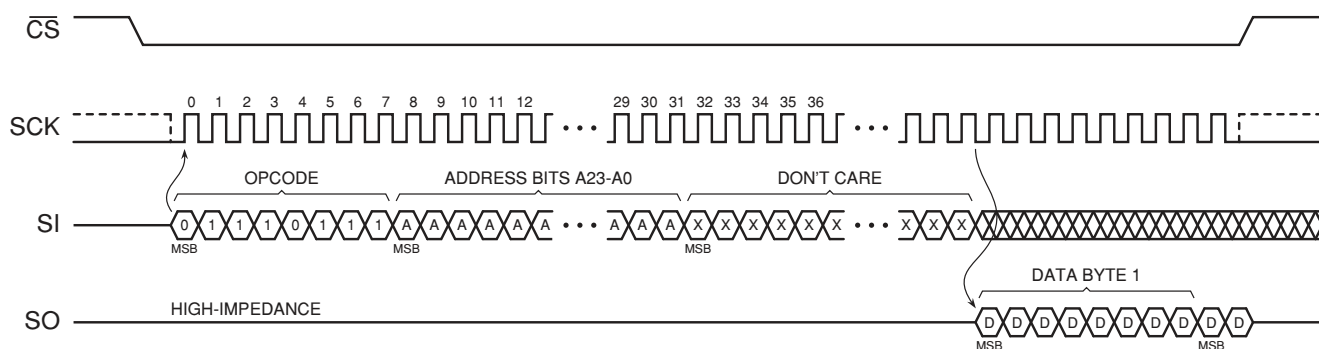 CS
0 1 2 3 4 5 6 7 8 9 10 11 12 29 30 31 32 33 34 35 36
SCK
OPCODE ADDRESS BITS A23-A0 DON'T CARE
SI 0 1 1 1 0 1 1 1 A A A A A A A A A X X X X X X X X X
MSB MSB MSB
DATA BYTE 1
HIGH-IMPEDANCE
SO D D D D D D D D D D
MSB MSB